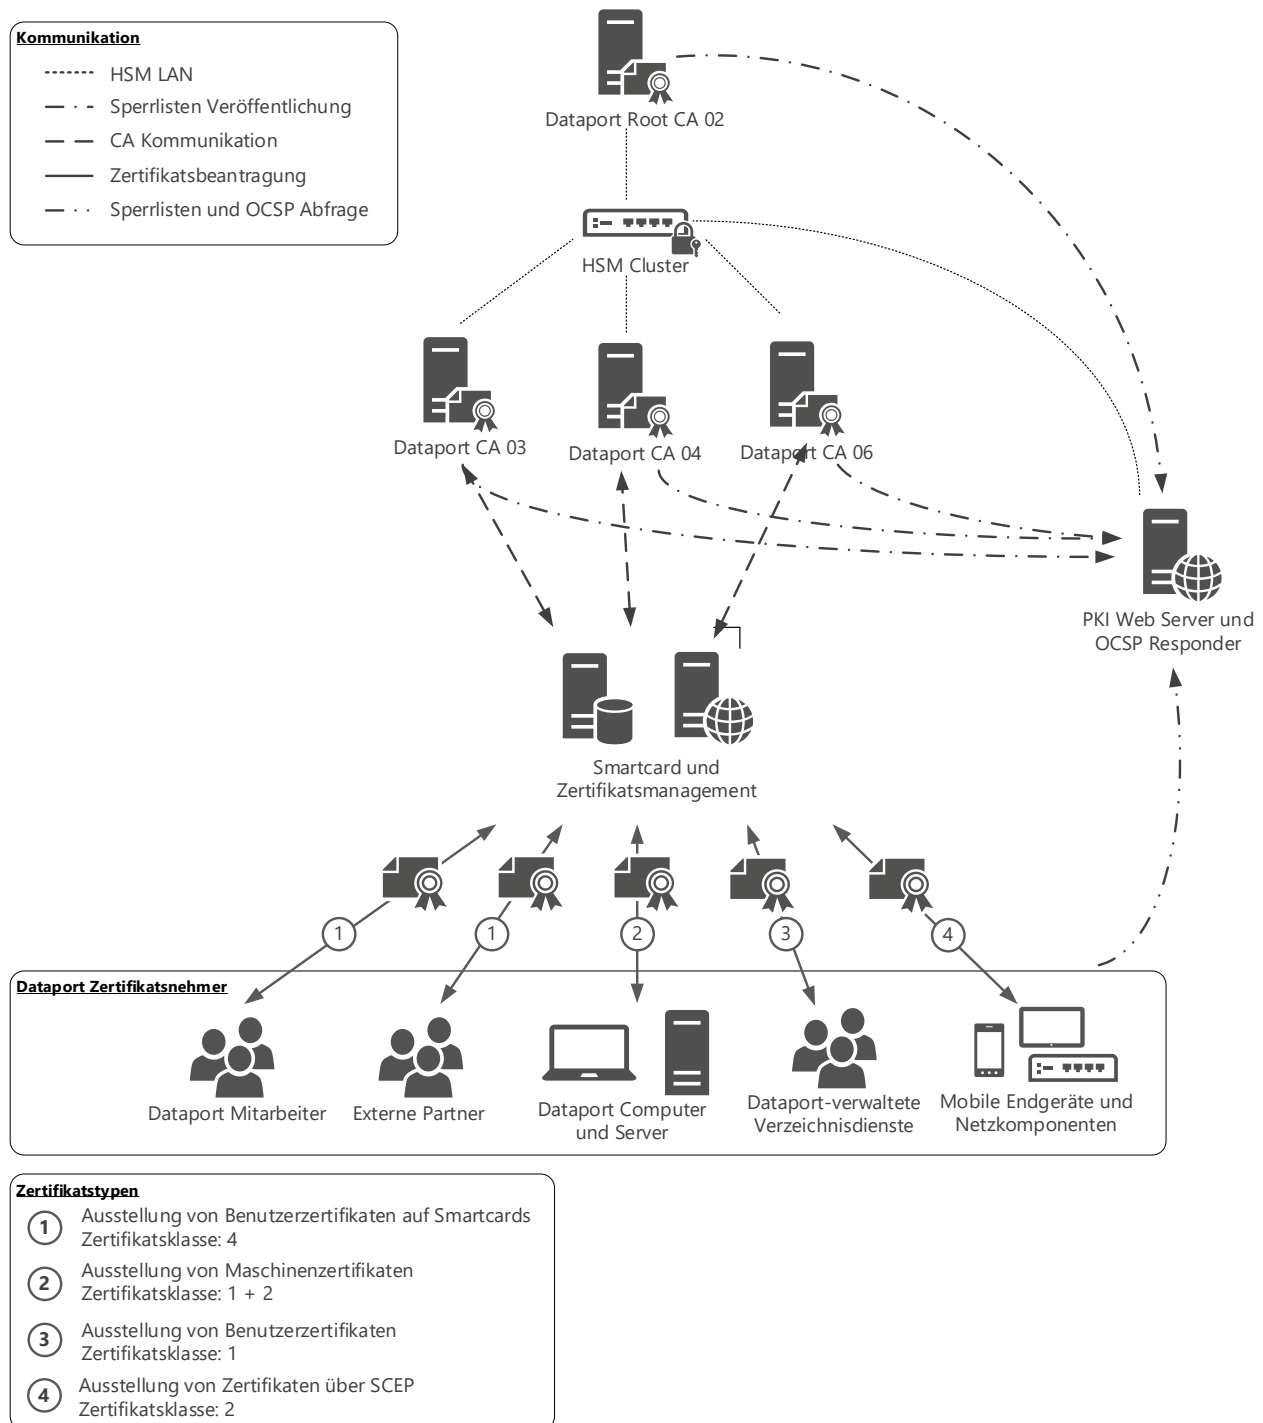 Kommunikation
HSM LAN
Sperrlisten Veröffentlichung
CA Kommunikation
Zertifikatsbeantragung
Sperrlisten und OCSP Abfrage
Dataport Root CA 02
HSM Cluster
Dataport CA 03
Dataport CA 04
Dataport CA 06
PKI Web Server und
OCSP Responder
Smartcard und
Zertifikatsmanagement
1
1
2
3
4
Dataport Zertifikatsnehmer
Dataport Mitarbeiter
Externe Partner
Dataport Computer
und Server
Dataport-verwaltete
Verzeichnisdienste
Mobile Endgeräte und
Netzkomponenten
Zertifikatstypen
1 Ausstellung von Benutzerzertifikaten auf Smartcards
Zertifikatsklasse: 4
2 Ausstellung von Maschinenzertifikaten
Zertifikatsklasse: 1 + 2
3 Ausstellung von Benutzerzertifikaten
Zertifikatsklasse: 1
4 Ausstellung von Zertifikaten über SCEP
Zertifikatsklasse: 2